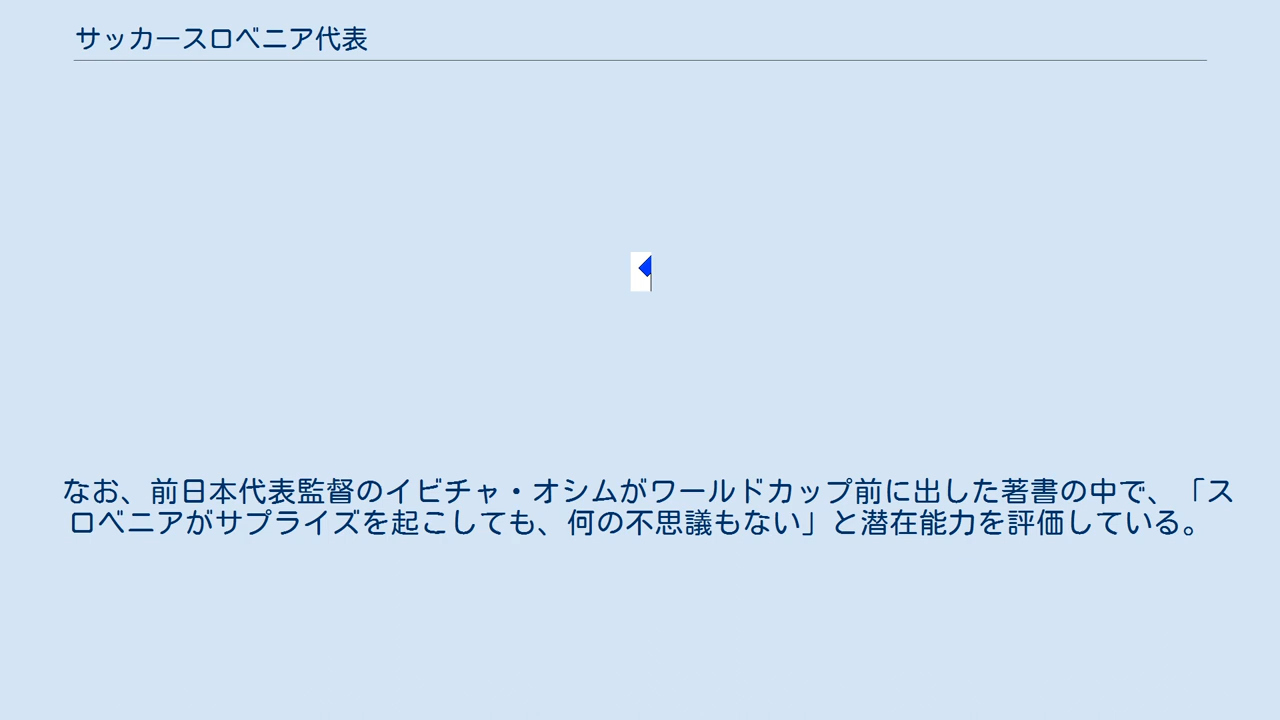 サッカースロベニア代表
なお、前日本代表監督のイビチャ・オシムがワールドカップ前に出した著書の中で、「ス
ロベニアがサプライズを起こしても、何の不思議もない」と潜在能力を評価している。